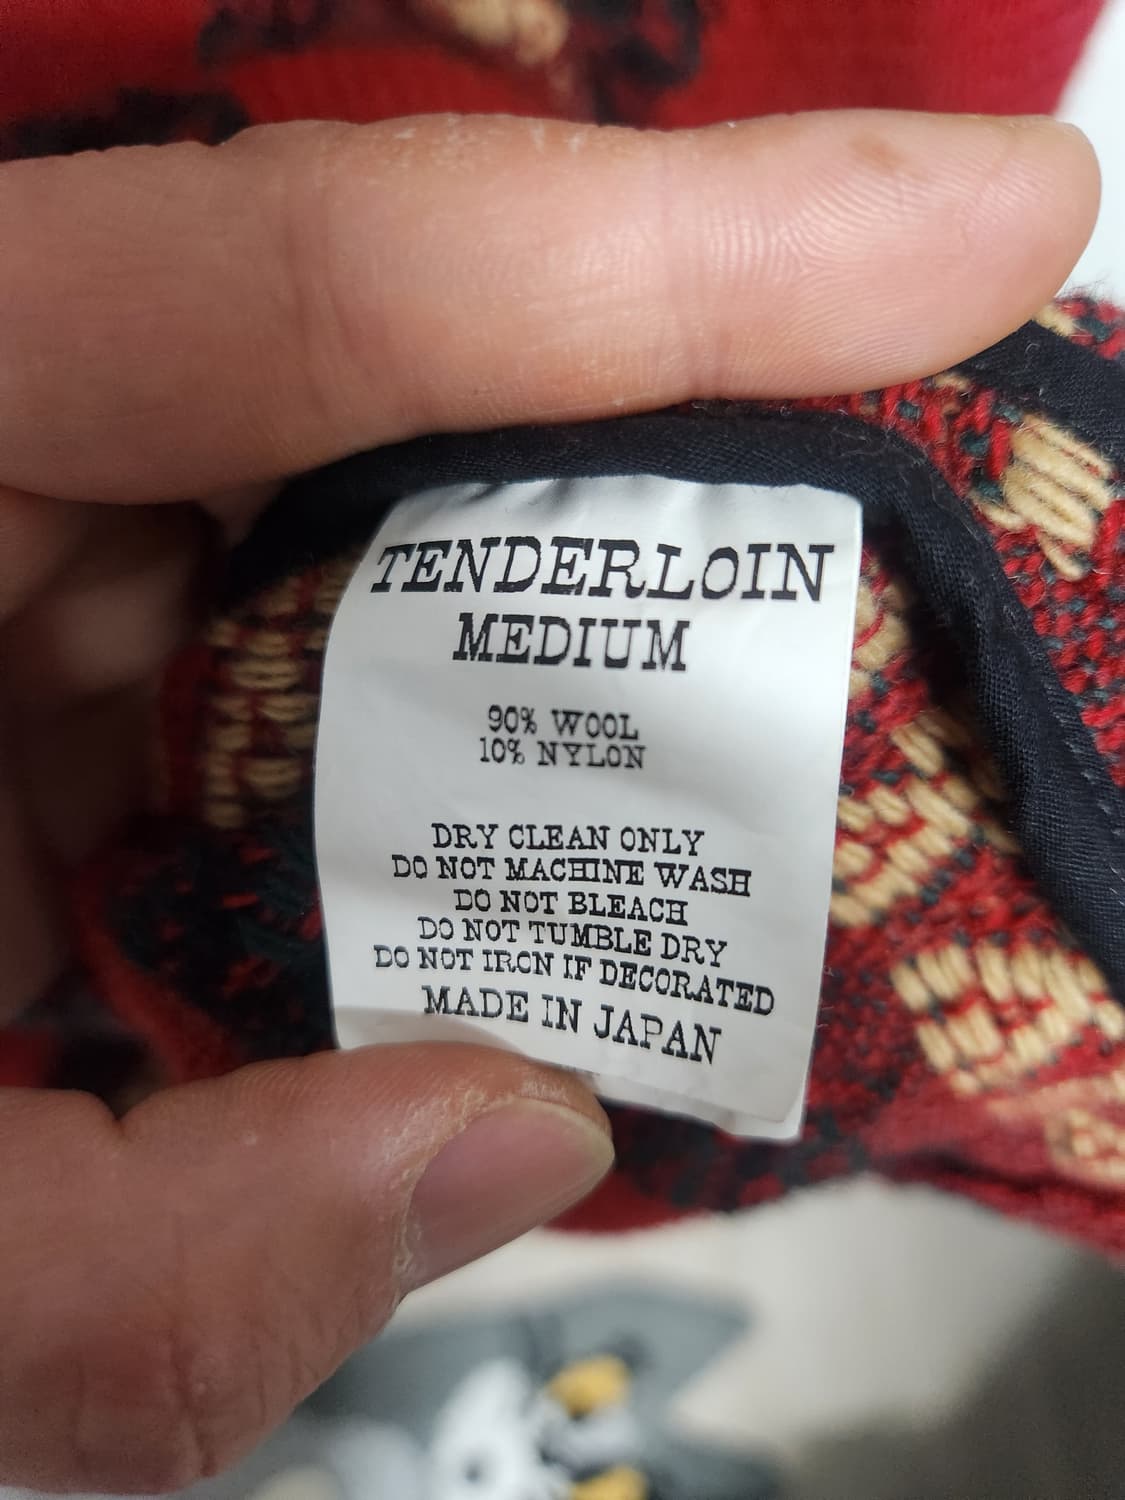 TENDERLOIN
MEDIUM
90% WOOL
10% NYLON
DRY CLEAN ONLY
DO NOT MACHINE WASH
DO NOT BLEACH
DO NOT TUMBLE DRY
DO NOT IRON IF DECORATED
MADE IN JAPAN